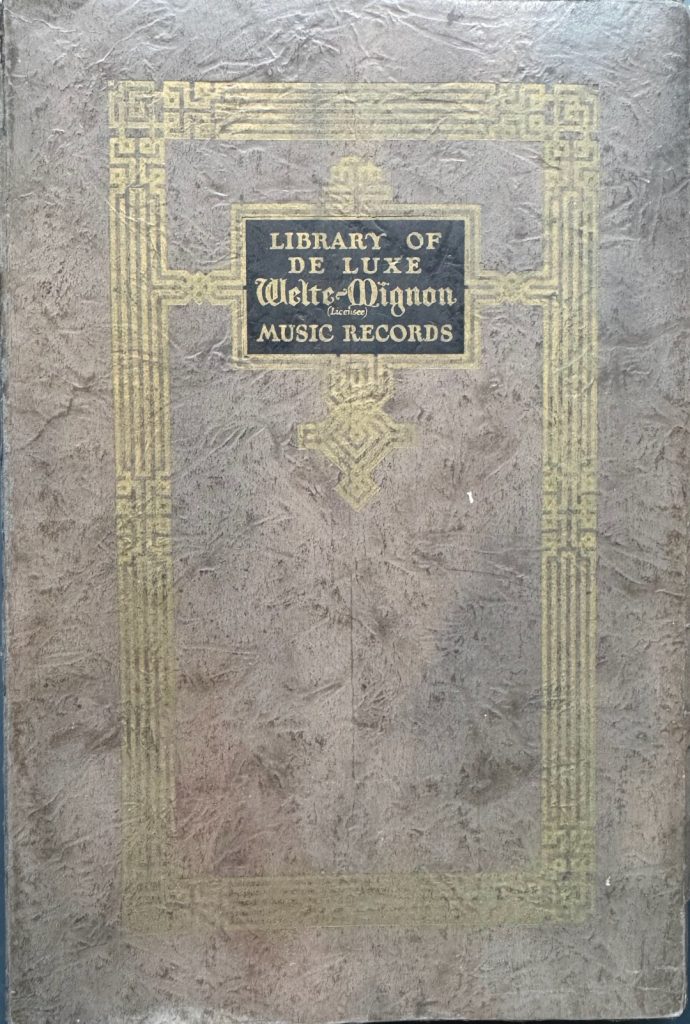 LIBRARY OF
DE LUXE
Welte-Mignon
(Licensee)
MUSIC RECORDS